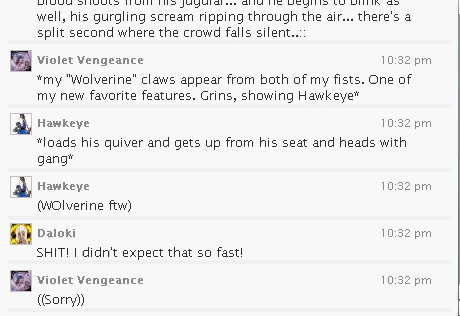 blood shoots from his jugular... and he begins to blink as
well, his gurgling scream ripping through the air... there's a
split second where the crowd falls silent..::
Violet Vengeance 10:32 pm
*my "Wolverine" claws appear from both of my fists. One of
my new favorite features. Grins, showing Hawkeye*
Hawkeye 10:32 pm
*loads his quiver and gets up from his seat and heads with
gang*
Hawkeye 10:32 pm
(WOlverine ftw)
Daloki 10:32 pm
SHIT! I didn't expect that so fast!
Violet Vengeance 10:32 pm
((Sorry))